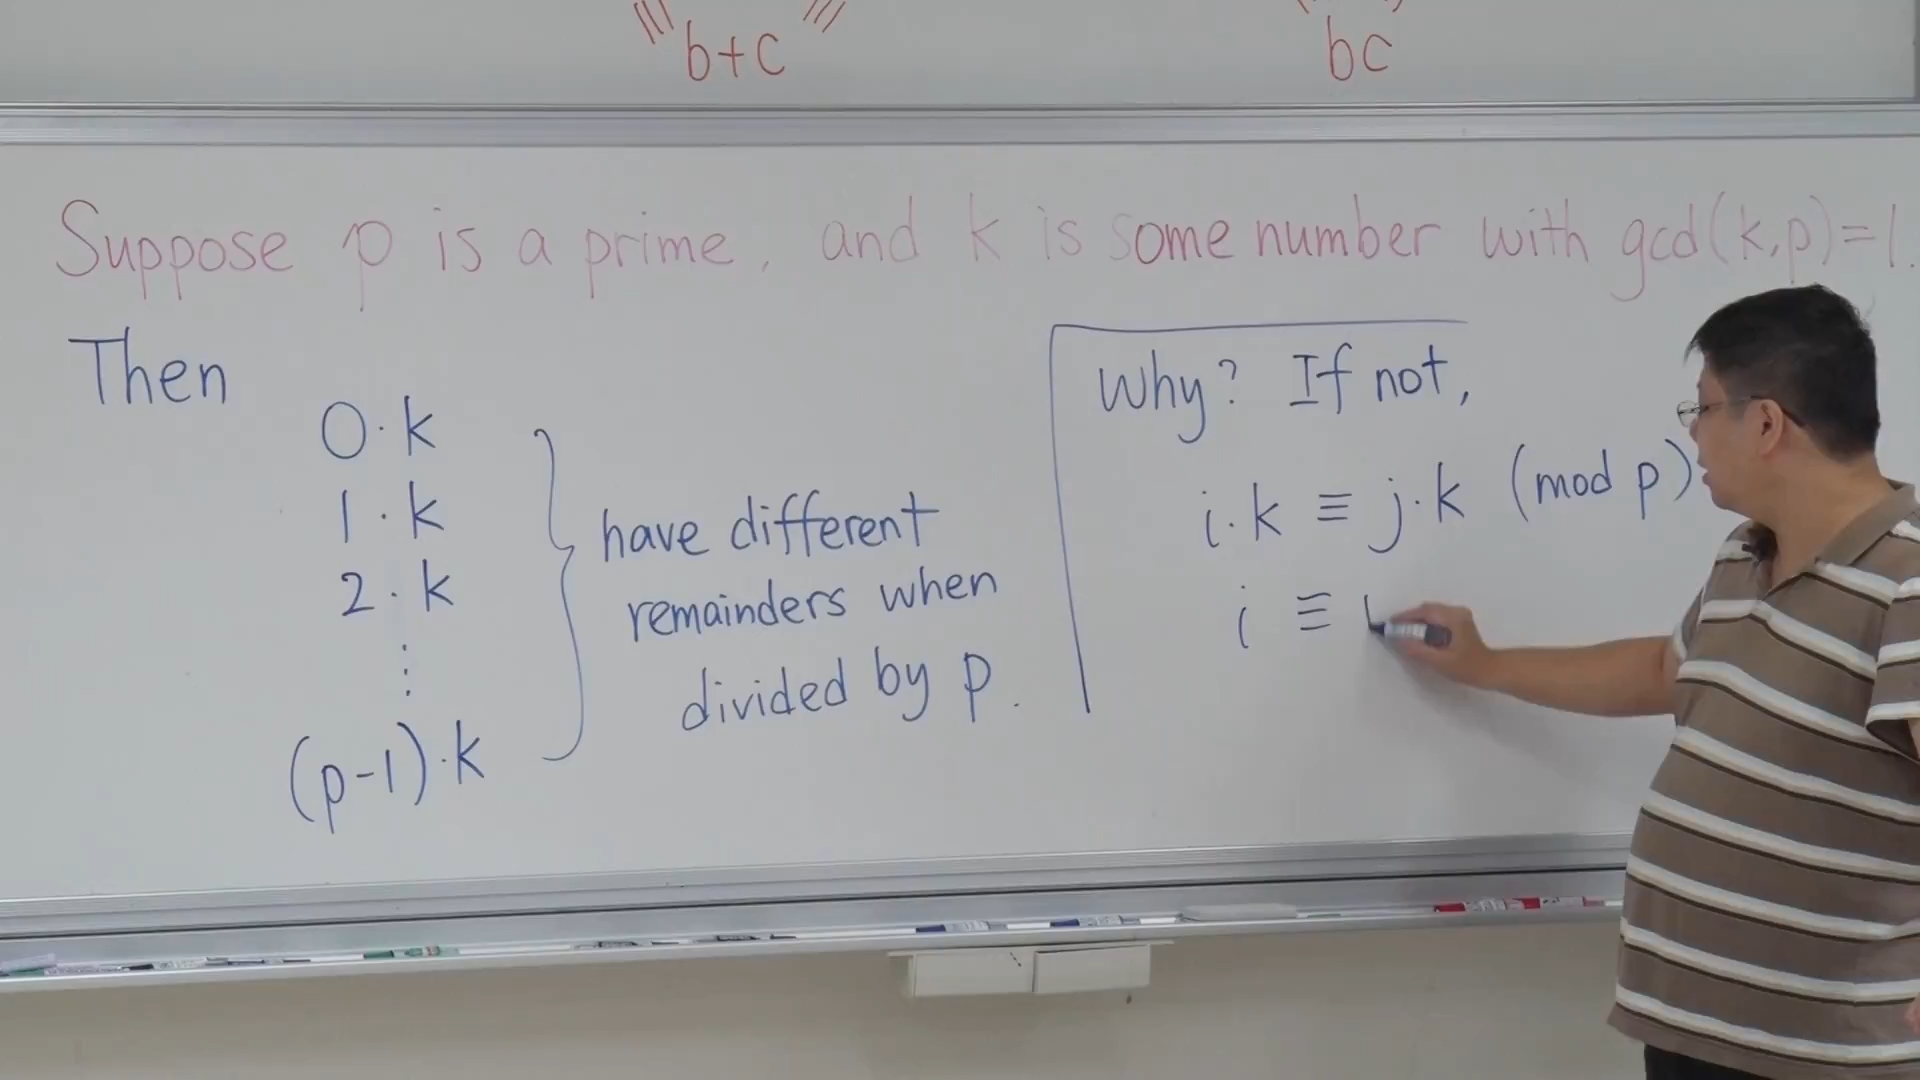 b+c
bc
Suppose p is a prime, and k is some number with gcd(k,p)=1.
Then
0·k
1·k
2·k
⋮
(p-1)·k
have different
remainders when
divided by p.
Why? If not,
i·k ≡ j·k (mod p)
i ≡